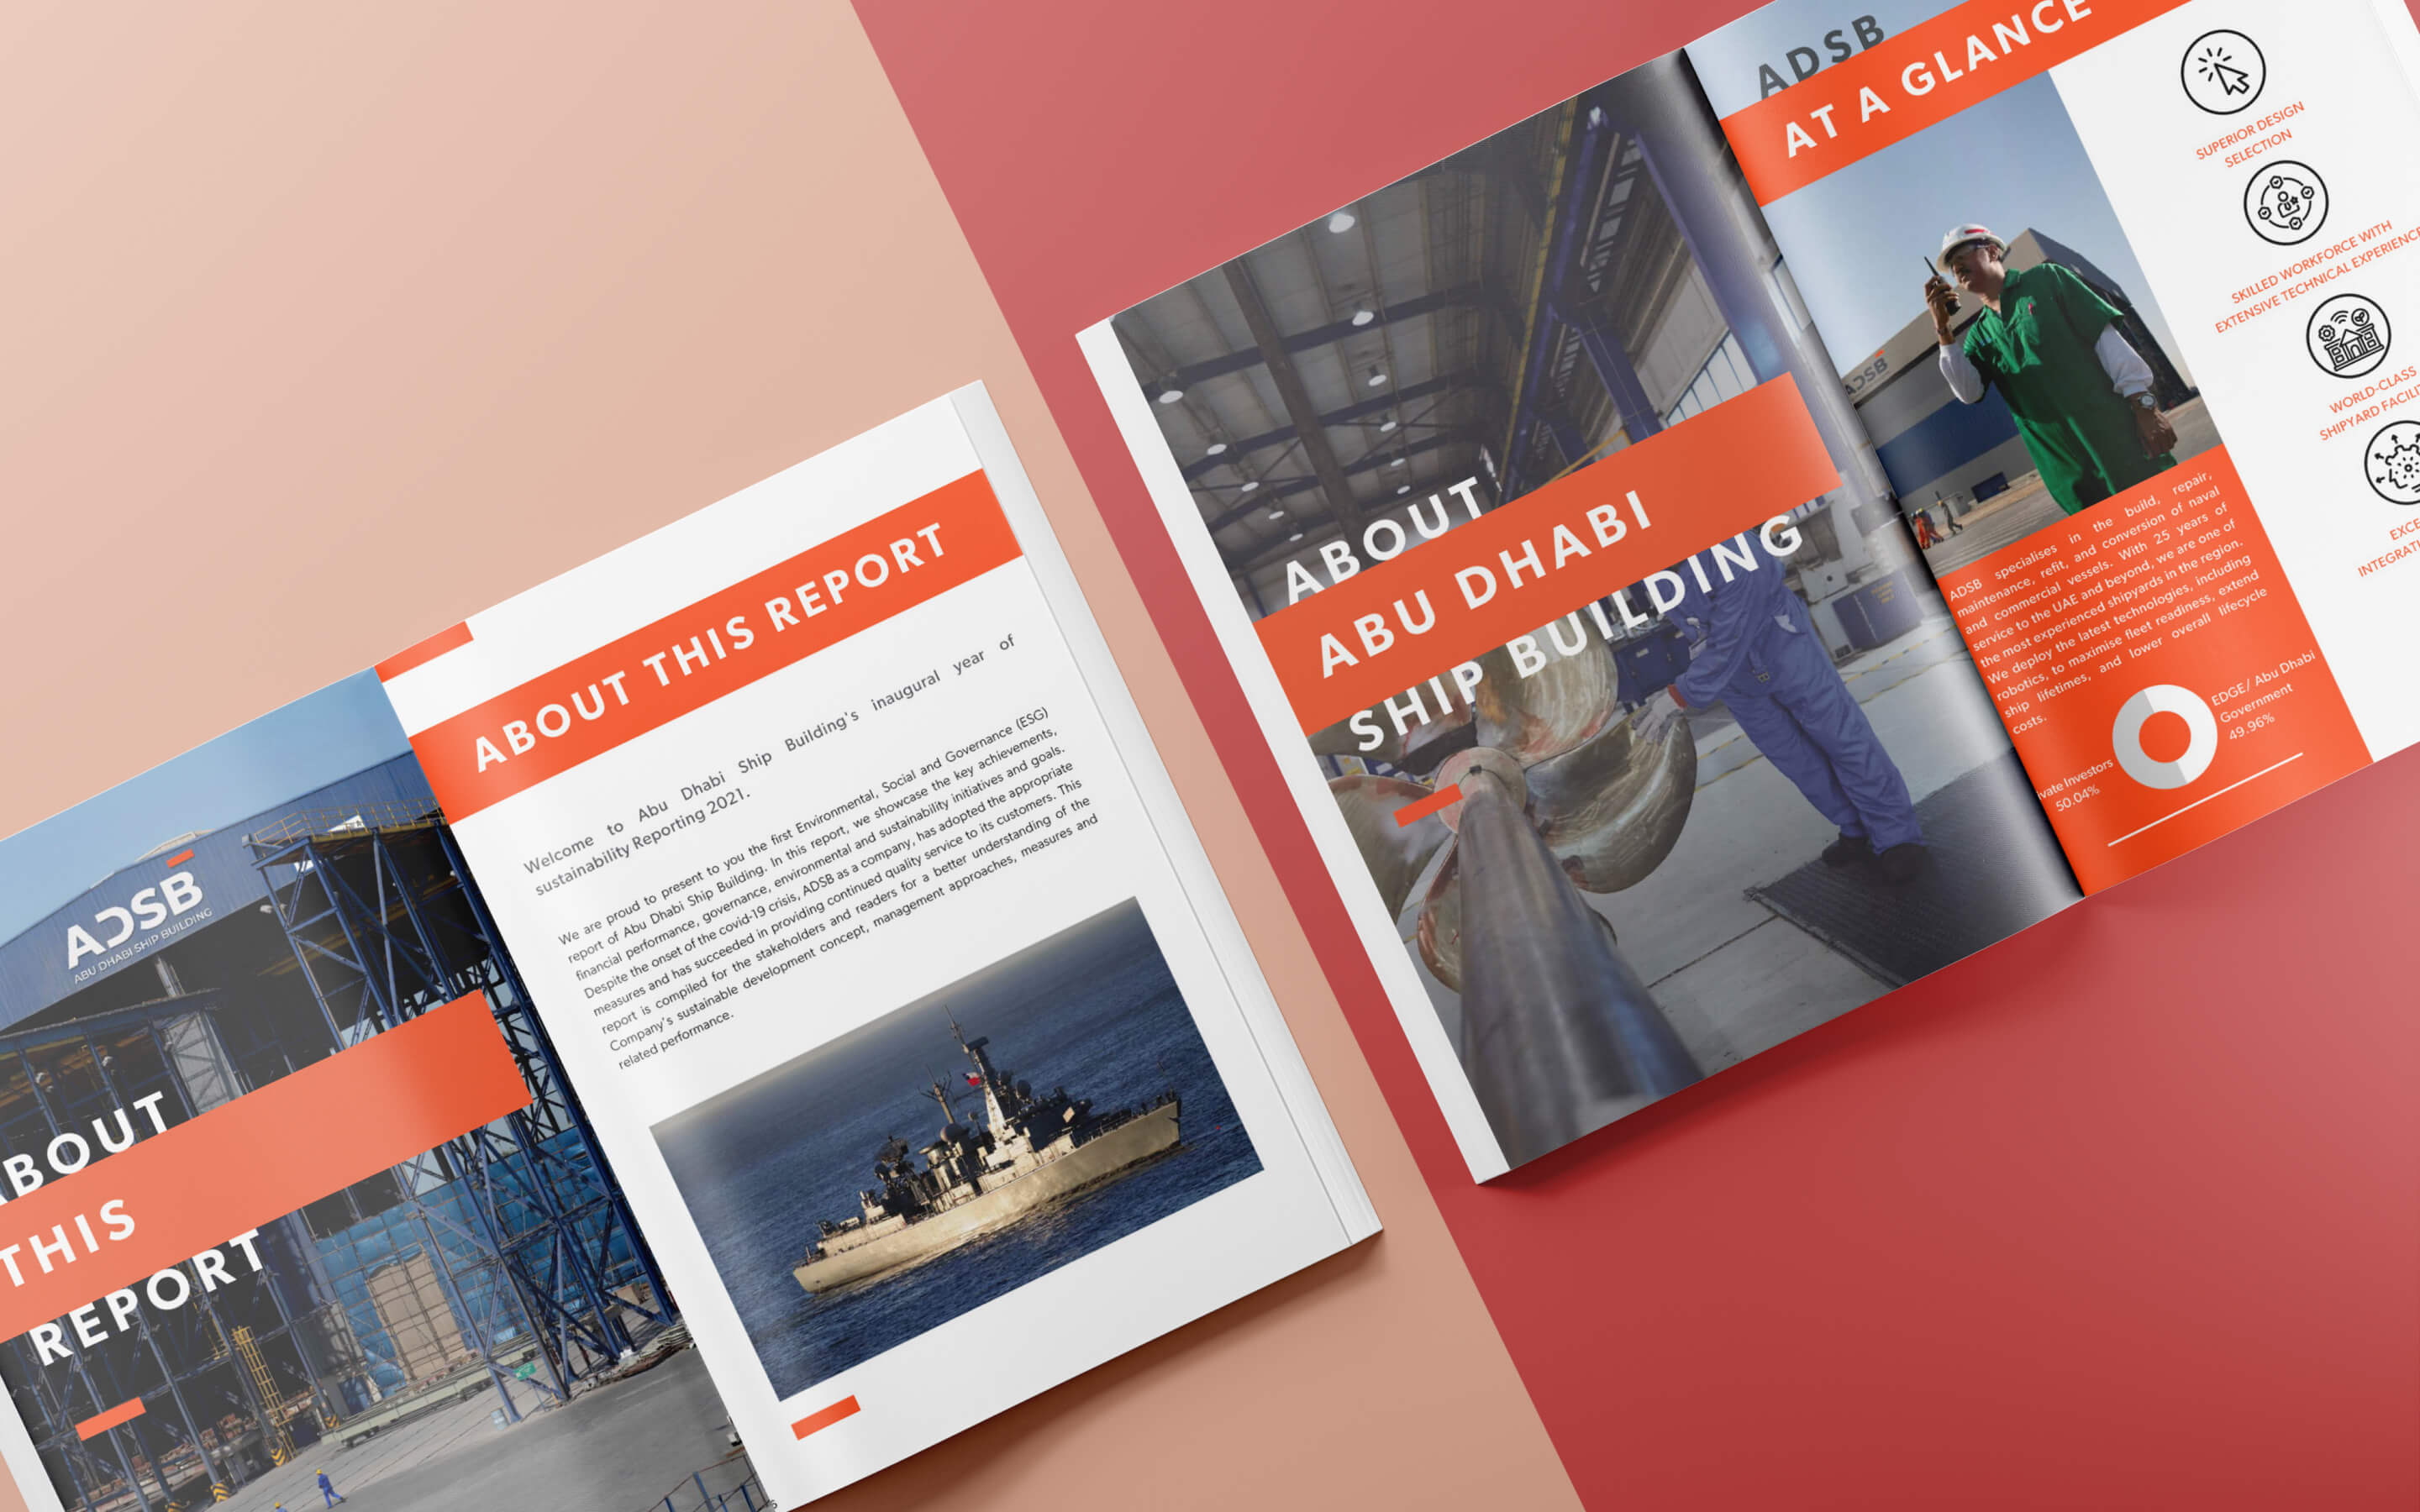 ADSB
ABU DHABI SHIP BUILDING
BOUT
THIS
REPORT
ABOUT THIS REPORT
Welcome to Abu Dhabi Ship Building's inaugural year of
sustainability Reporting 2021.
We are proud to present to you the first Environmental, Social and Governance (ESG)
report of Abu Dhabi Ship Building. In this report, we showcase the key achievements,
financial performance, governance, environmental and sustainability initiatives and goals.
Despite the onset of the covid-19 crisis, ADSB as a company, has adopted the appropriate
measures and has succeeded in providing continued quality service to its customers. This
report is compiled for the stakeholders and readers for a better understanding of the
Company's sustainable development concept, management approaches, measures and
related performance.
ABOUT
ABU DHABI
SHIP BUILDING
ADSB
AT A GLANCE
ADSB
ADSB specialises in the build, repair,
maintenance, refit, and conversion of naval
and commercial vessels. With 25 years of
service to the UAE and beyond, we are one of
the most experienced shipyards in the region.
We deploy the latest technologies, including
robotics, to maximise fleet readiness, extend
ship lifetimes, and lower overall lifecycle
costs.
EDGE/ Abu Dhabi
Government
49.96%
vate Investors
50.04%
SUPERIOR DESIGN
SELECTION
SKILLED WORKFORCE WITH
EXTENSIVE TECHNICAL EXPERIENCE
WORLD-CLASS
SHIPYARD FACILIT
EXCE
INTEGRAT